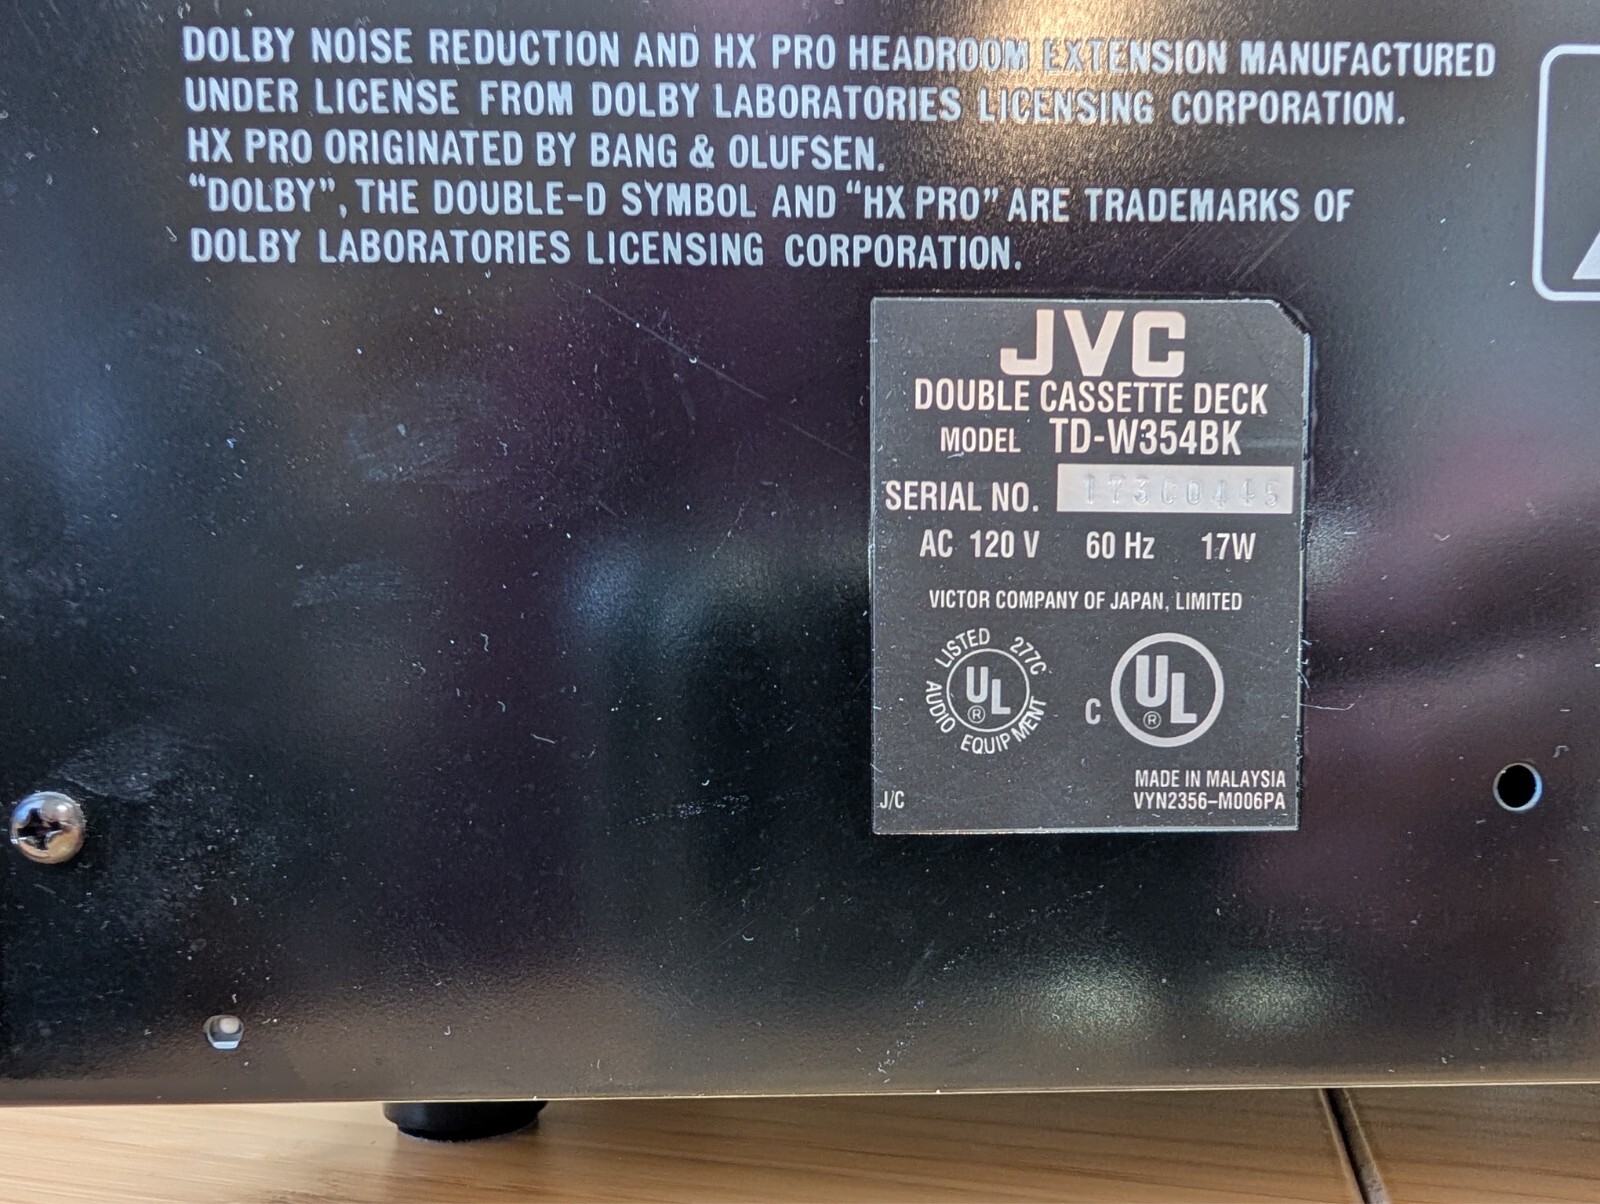 DOLBY NOISE REDUCTION AND HX PRO HEADROOM EXTENSION MANUFACTURED
UNDER LICENSE FROM DOLBY LABORATORIES LICENSING CORPORATION.
HX PRO ORIGINATED BY BANG & OLUFSEN.
“DOLBY”, THE DOUBLE-D SYMBOL AND “HX PRO” ARE TRADEMARKS OF
DOLBY LABORATORIES LICENSING CORPORATION.
JVC
DOUBLE CASSETTE DECK
MODEL TD-W354BK
SERIAL NO. 173C0445
AC 120 V 60 Hz 17W
VICTOR COMPANY OF JAPAN, LIMITED
LISTED 277C
UL ®
AUDIO EQUIPMENT
C UL ®
MADE IN MALAYSIA
J/C VYN2356-M006PA